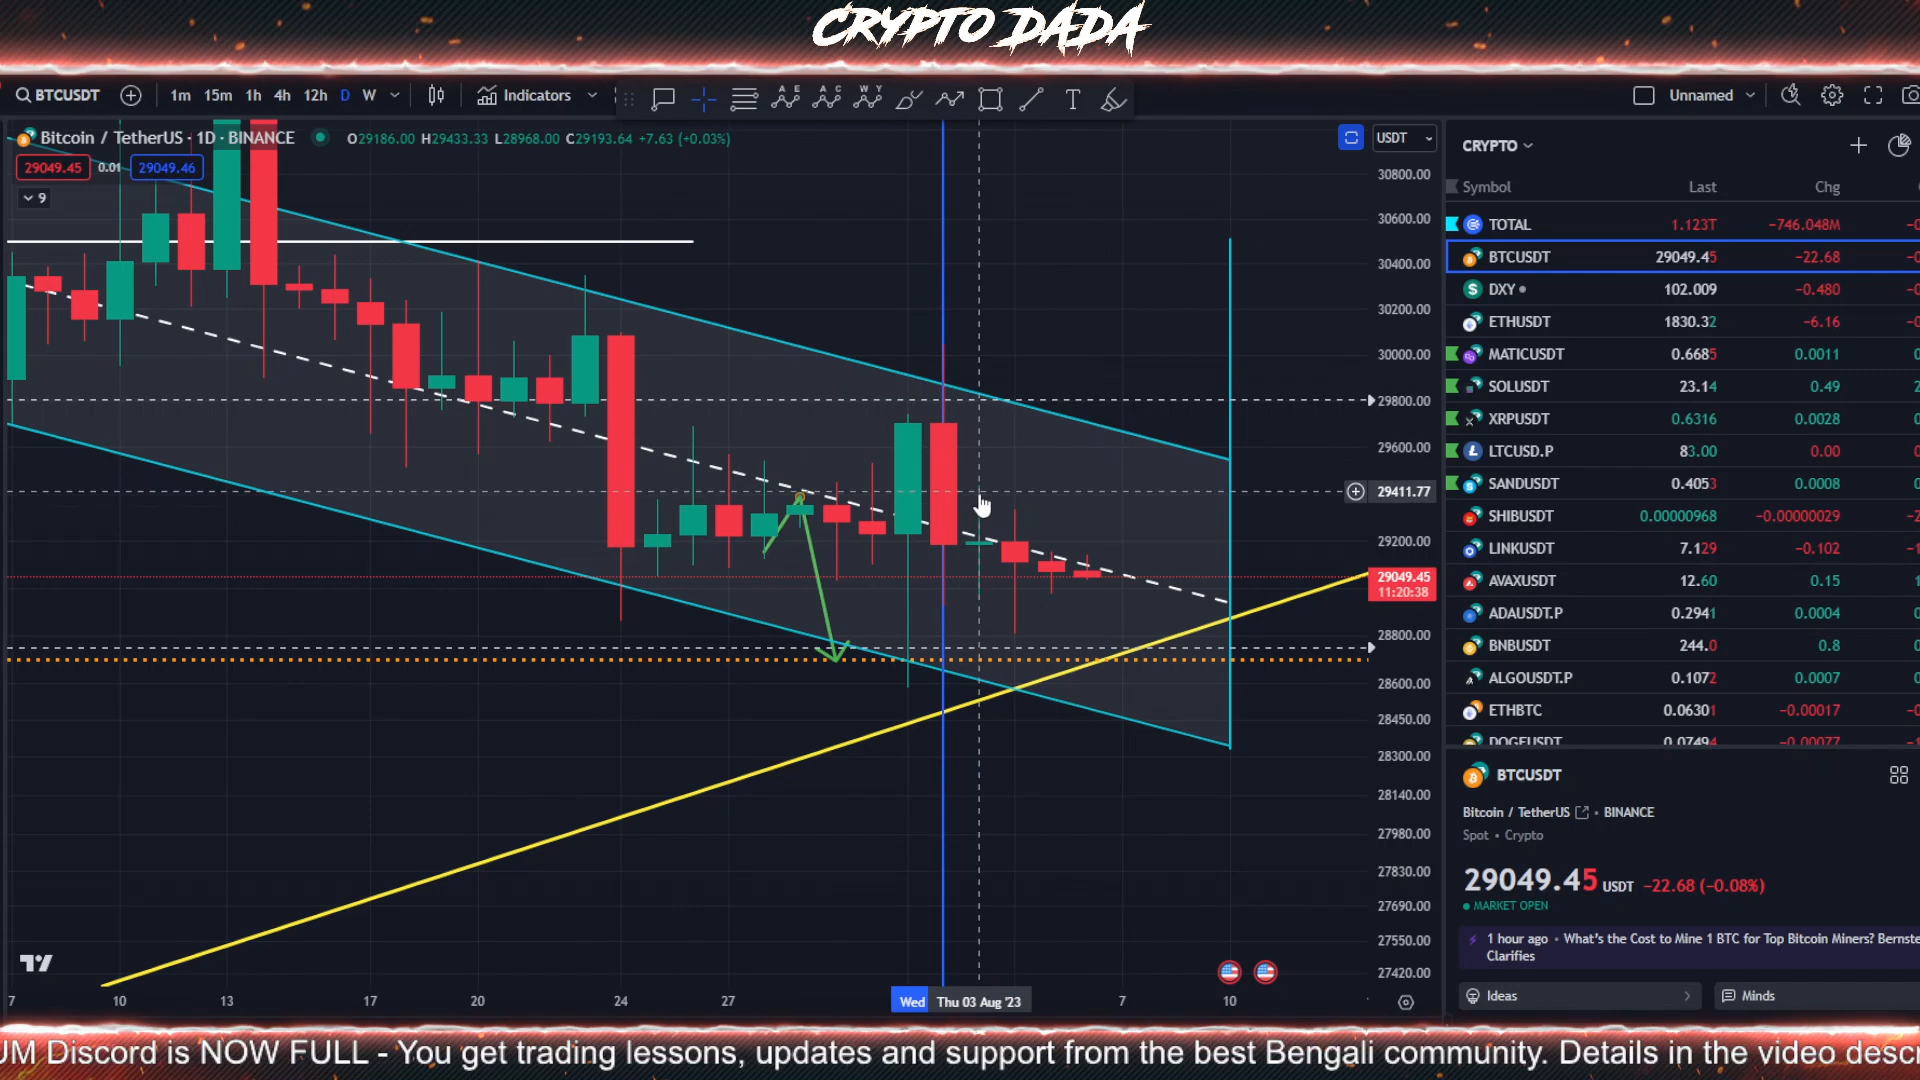 CRYPTO DADA
BTCUSDT 1m 15m 1h 4h 12h D W Indicators Unnamed
Bitcoin / TetherUS · 1D · BINANCE O29186.00 H29433.33 L28968.00 C29193.64 +7.63 (+0.03%)
29049.45 0.01 29049.46
9
USDT
30800.00
30600.00
30400.00
30200.00
30000.00
29800.00
29600.00
29411.77
29200.00
29049.45
11:20:38
28800.00
28600.00
28450.00
28300.00
28140.00
27980.00
27830.00
27690.00
27550.00
27420.00
7 10 13 17 20 24 27 Wed Thu 03 Aug '23 7 10
CRYPTO
Symbol Last Chg
TOTAL 1.123T −746.048M
BTCUSDT 29049.45 −22.68
DXY 102.009 −0.480
ETHUSDT 1830.32 −6.16
MATICUSDT 0.6685 0.0011
SOLUSDT 23.14 0.49
XRPUSDT 0.6316 0.0028
LTCUSD.P 83.00 0.00
SANDUSDT 0.4053 0.0008
SHIBUSDT 0.00000968 −0.00000029
LINKUSDT 7.129 −0.102
AVAXUSDT 12.60 0.15
ADAUSDT.P 0.2941 0.0004
BNBUSDT 244.0 0.8
ALGOUSDT.P 0.1072 0.0007
ETHBTC 0.06301 −0.00017
DOGEUSDT 0.07494 −0.00077
BTCUSDT
Bitcoin / TetherUS • BINANCE
Spot • Crypto
29049.45 USDT −22.68 (−0.08%)
MARKET OPEN
1 hour ago • What's the Cost to Mine 1 BTC for Top Bitcoin Miners? Bernste
Clarifies
Ideas Minds
UM Discord is NOW FULL - You get trading lessons, updates and support from the best Bengali community. Details in the video descr